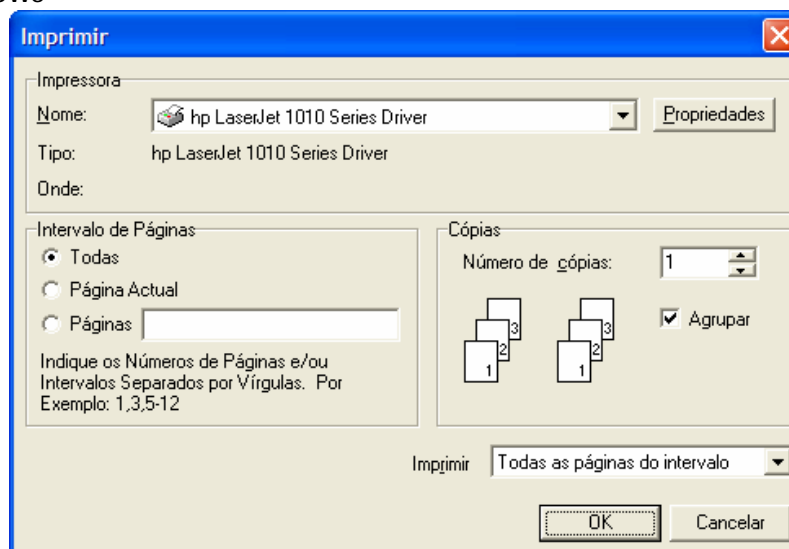 Imprimir
Impressora
Nome: hp LaserJet 1010 Series Driver Propriedades
Tipo: hp LaserJet 1010 Series Driver
Onde:
Intervalo de Páginas
Todas
Página Actual
Páginas
Indique os Números de Páginas e/ou
Intervalos Separados por Vírgulas. Por
Exemplo: 1,3,5-12
Cópias
Número de cópias: 1
1 2 3 1 2 3
Agrupar
Imprimir Todas as páginas do intervalo
OK Cancelar